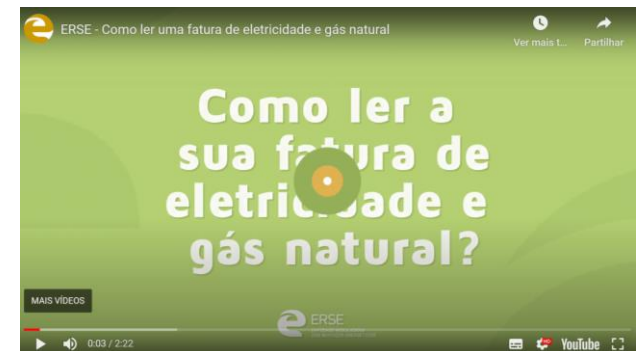 ERSE - Como ler uma fatura de eletricidade e gás natural
Ver mais t...
Partilhar
Como ler a
sua fatura de
eletricidade e
gás natural?
MAIS VÍDEOS
ERSE
0:03 / 2:22
YouTube